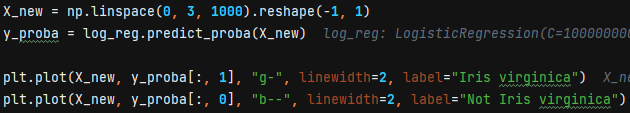 X_new = np.linspace(0, 3, 1000).reshape(-1, 1)
y_proba = log_reg.predict_proba(X_new)  log_reg: LogisticRegression(C=100000000
plt.plot(X_new, y_proba[:, 1], "g-", linewidth=2, label="Iris virginica")  X_ne
plt.plot(X_new, y_proba[:, 0], "b--", linewidth=2, label="Not Iris virginica")